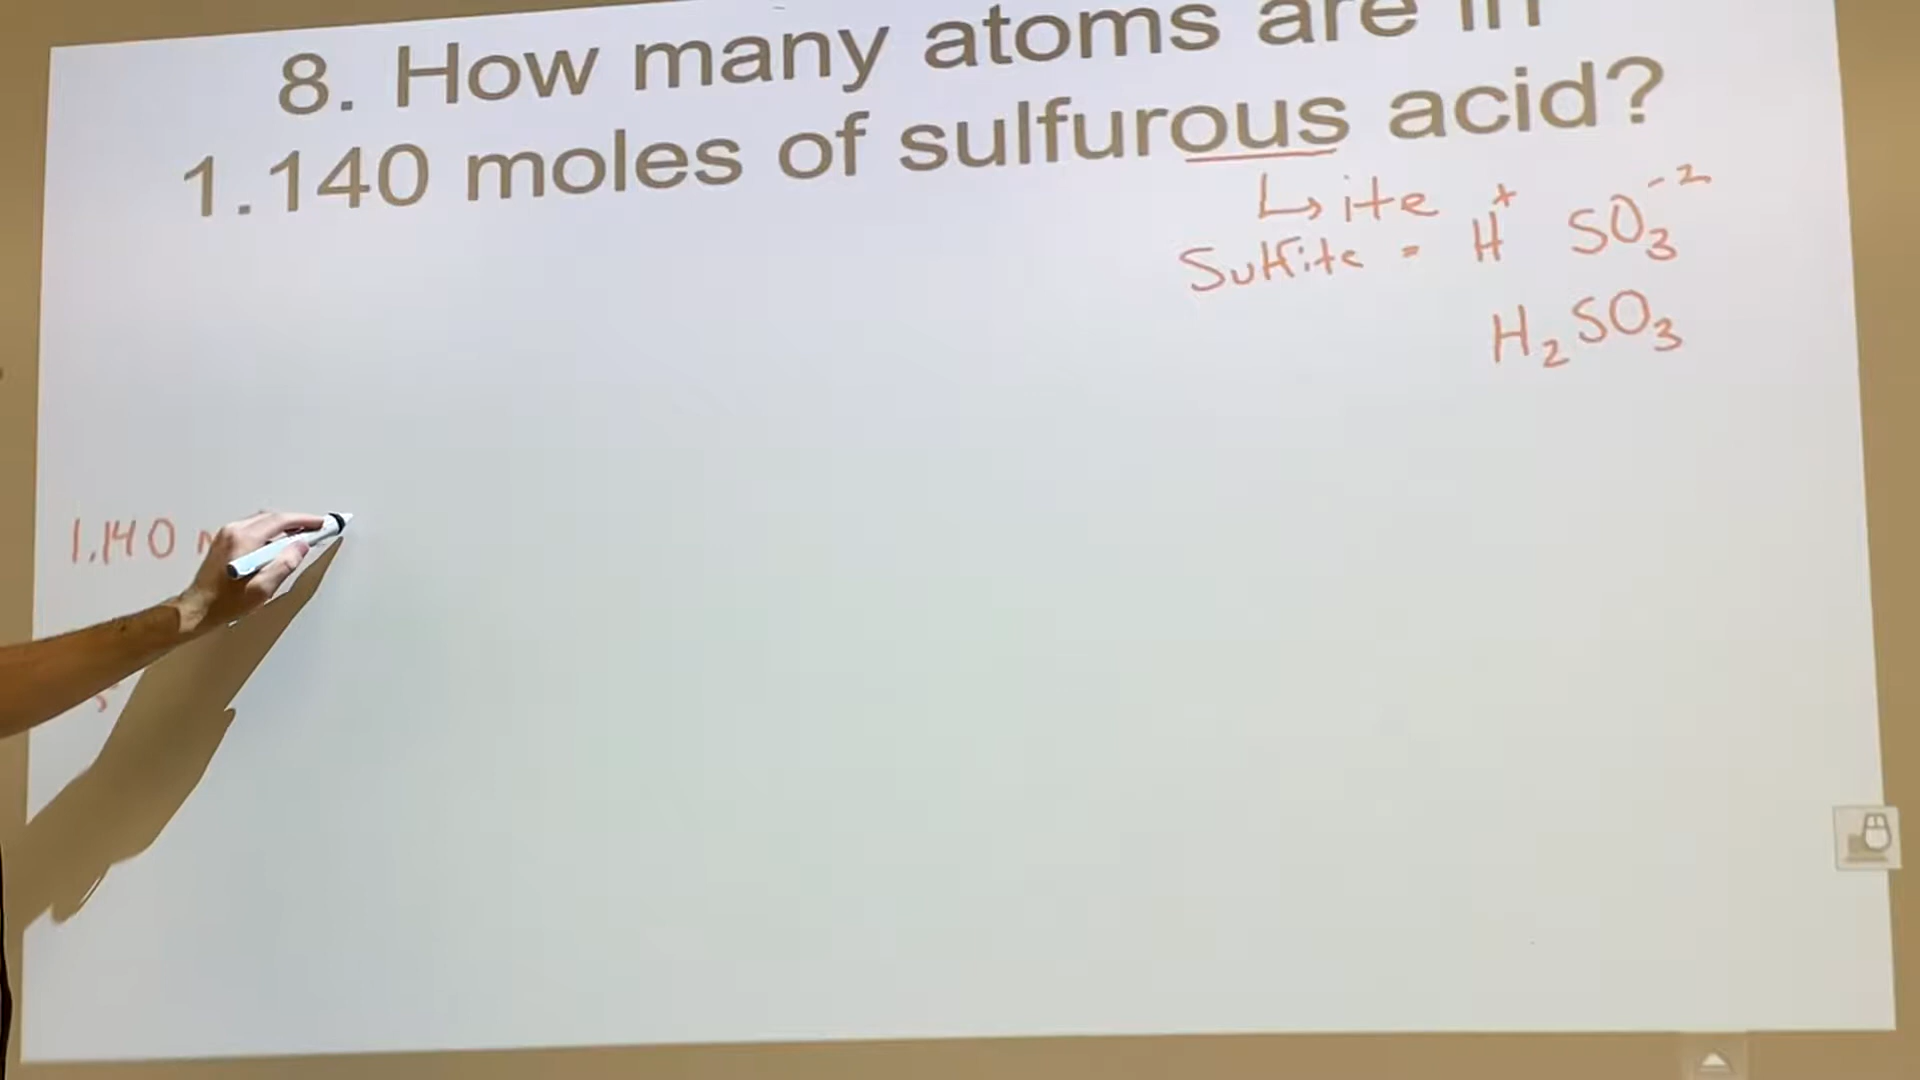 8. How many atoms are in
1.140 moles of sulfurous acid?
↳ ite
Sulfite = H⁺ SO₃⁻²
H₂SO₃
1.140